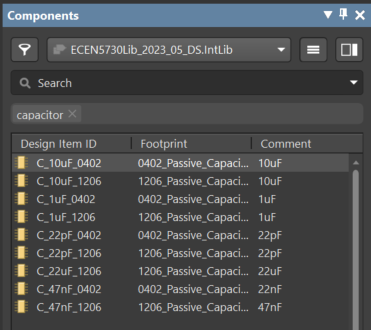 Components
ECEN5730Lib_2023_05_DS.IntLib
Search
capacitor
Design Item ID Footprint Comment
C_10uF_0402 0402_Passive_Capaci... 10uF
C_10uF_1206 1206_Passive_Capaci... 10uF
C_1uF_0402 0402_Passive_Capaci... 1uF
C_1uF_1206 1206_Passive_Capaci... 1uF
C_22pF_0402 0402_Passive_Capaci... 22pF
C_22pF_1206 1206_Passive_Capaci... 22pF
C_22uF_1206 1206_Passive_Capaci... 22uF
C_47nF_0402 0402_Passive_Capaci... 22nF
C_47nF_1206 1206_Passive_Capaci... 47nF